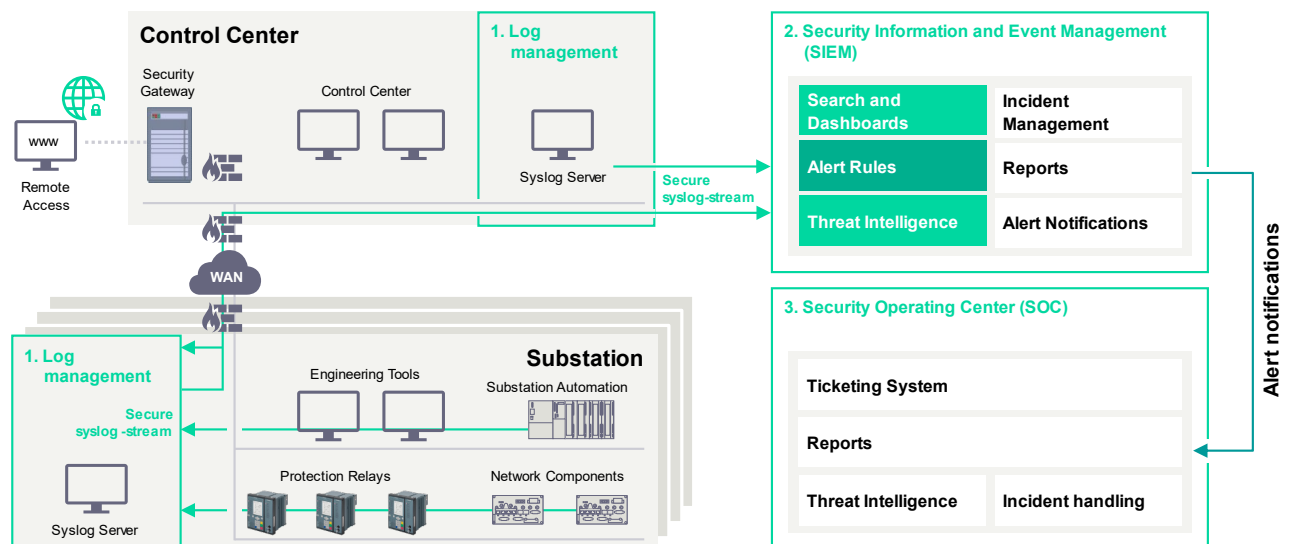 Control Center
Security
Gateway
Control Center
www
Remote
Access
1. Log
management
Syslog Server
Secure
syslog-stream
2. Security Information and Event Management
(SIEM)
Search and
Dashboards
Incident
Management
Alert Rules
Reports
Threat Intelligence
Alert Notifications
Alert notifications
WAN
1. Log
management
Secure
syslog -stream
Syslog Server
Substation
Engineering Tools
Substation Automation
Protection Relays
Network Components
3. Security Operating Center (SOC)
Ticketing System
Reports
Threat Intelligence
Incident handling